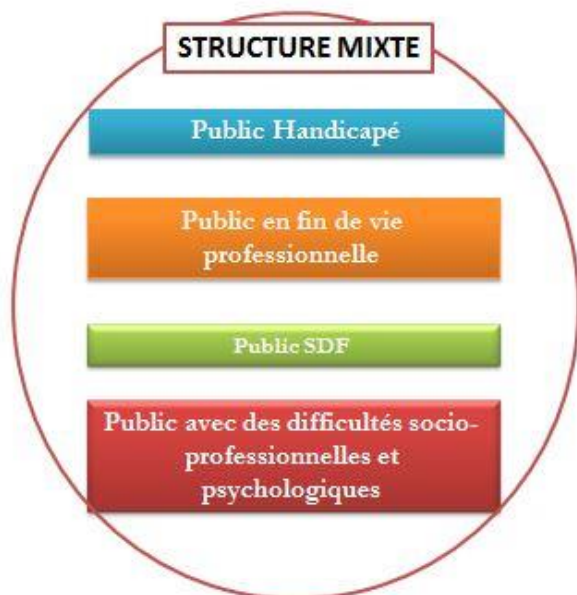 STRUCTURE MIXTE
Public Handicapé
Public en fin de vie
professionnelle
Public SDF
Public avec des difficultés socio-
professionnelles et
psychologiques